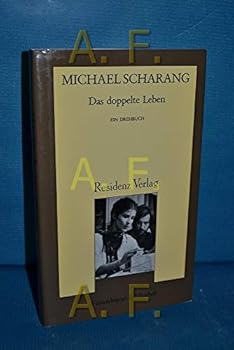 A. F.
MICHAEL SCHARANG
Das doppelte Leben
EIN DREHBUCH
A. F.
Residenz Verlag
A. F.